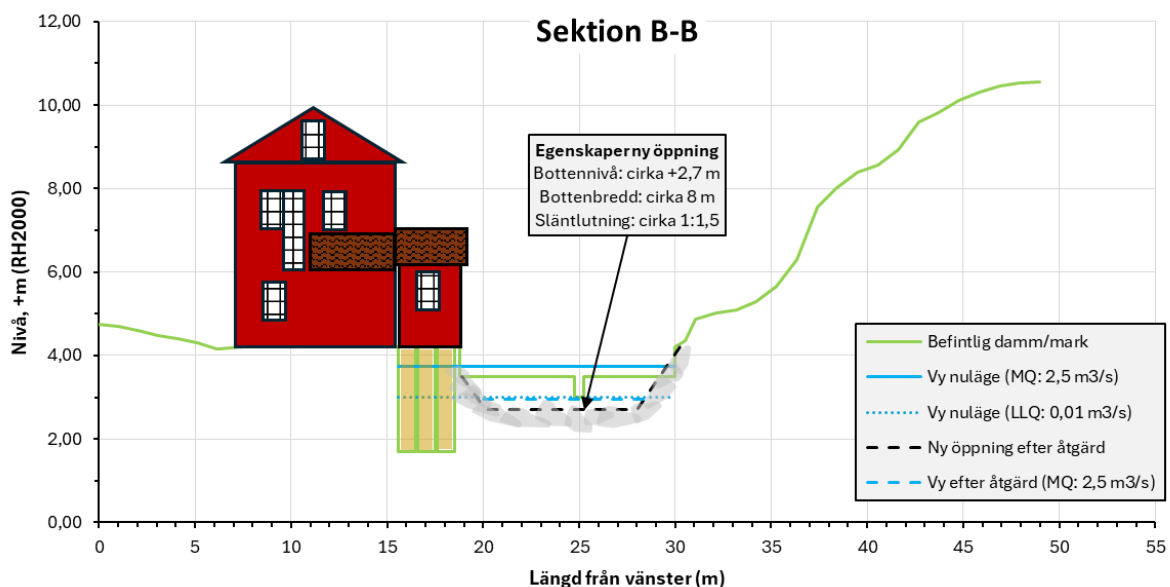 Sektion B-B
12,00
10,00
8,00
6,00
4,00
2,00
0,00
Nivå, +m (RH2000)
Egenskaper ny öppning
Bottennivå: cirka +2,7 m
Bottenbredd: cirka 8 m
Släntlutning: cirka 1:1,5
Befintlig damm/mark
Vy nuläge (MQ: 2,5 m3/s)
Vy nuläge (LLQ: 0,01 m3/s)
Ny öppning efter åtgärd
Vy efter åtgärd (MQ: 2,5 m3/s)
0 5 10 15 20 25 30 35 40 45 50 55
Längd från vänster (m)